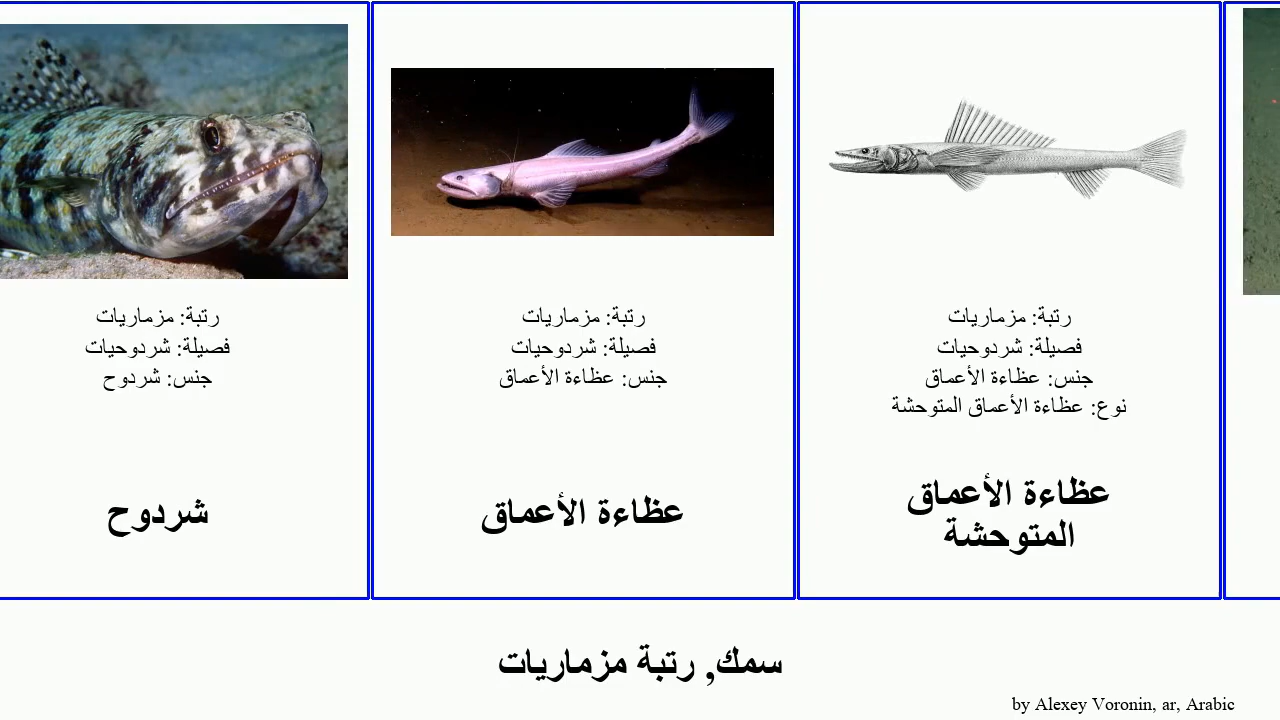 رتبة: مزماريات
فصيلة: شردوحيات
جنس: شردوح
شردوح
رتبة: مزماريات
فصيلة: شردوحيات
جنس: عظاءة الأعماق
عظاءة الأعماق
رتبة: مزماريات
فصيلة: شردوحيات
جنس: عظاءة الأعماق
نوع: عظاءة الأعماق المتوحشة
عظاءة الأعماق
المتوحشة
سمك, رتبة مزماريات
by Alexey Voronin, ar, Arabic